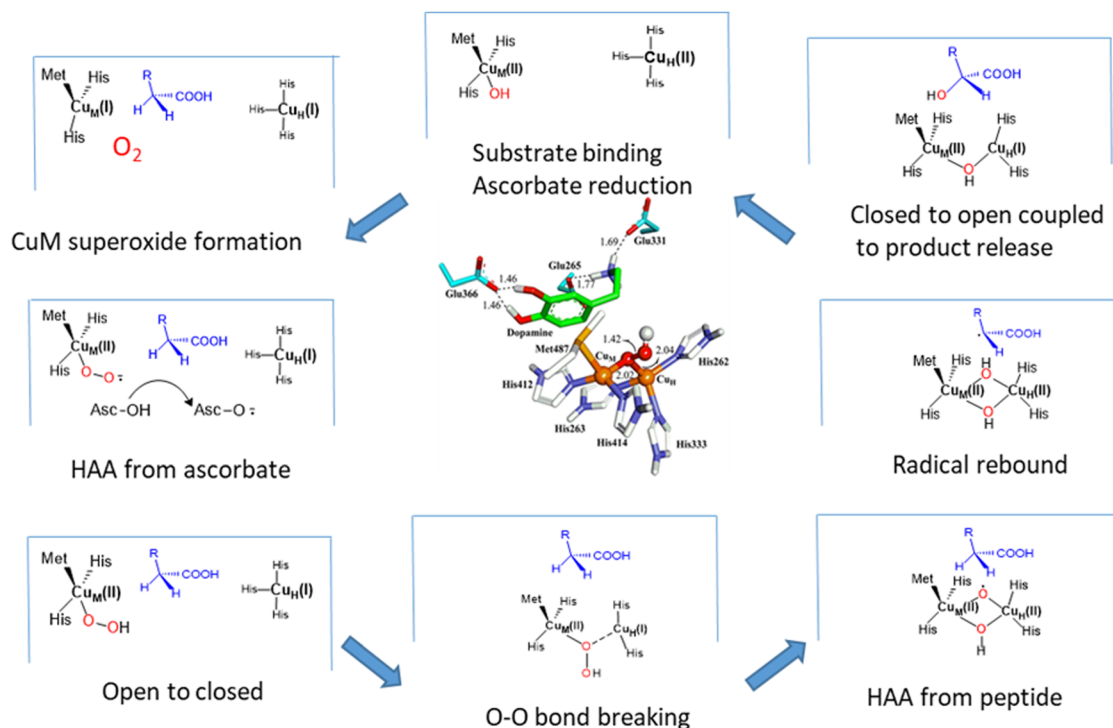 Met
His
CuM(I)
His
O2
R
COOH
H
H
His
His
CuH(I)
His
CuM superoxide formation
Met
His
CuM(II)
His
OH
His
His
CuH(II)
His
Substrate binding
Ascorbate reduction
R
COOH
HO
H
Met
His
His
CuM(II)
CuH(I)
His
O
H
His
Closed to open coupled
to product release
Met
His
CuM(II)
His
O
O
R
COOH
H
H
His
His
CuH(I)
His
Asc-OH
Asc-O
HAA from ascorbate
1.69
Glu331
Glu265
1.77
Glu366
1.46
1.46
Dopamine
Met487
1.42
CuM
2.04
His262
2.02
CuH
His412
His263
His414
His333
R
COOH
H
Met
His
H
O
His
CuM(II)
CuH(II)
His
O
H
His
Radical rebound
Met
His
CuM(II)
His
O
OH
R
COOH
H
H
His
His
CuH(I)
His
Open to closed
R
COOH
H
H
Met
His
His
CuM(II)
CuH(I)
His
O
His
OH
O-O bond breaking
R
COOH
H
H
Met
His
His
O
CuM(II)
CuH(II)
His
O
H
His
HAA from peptide